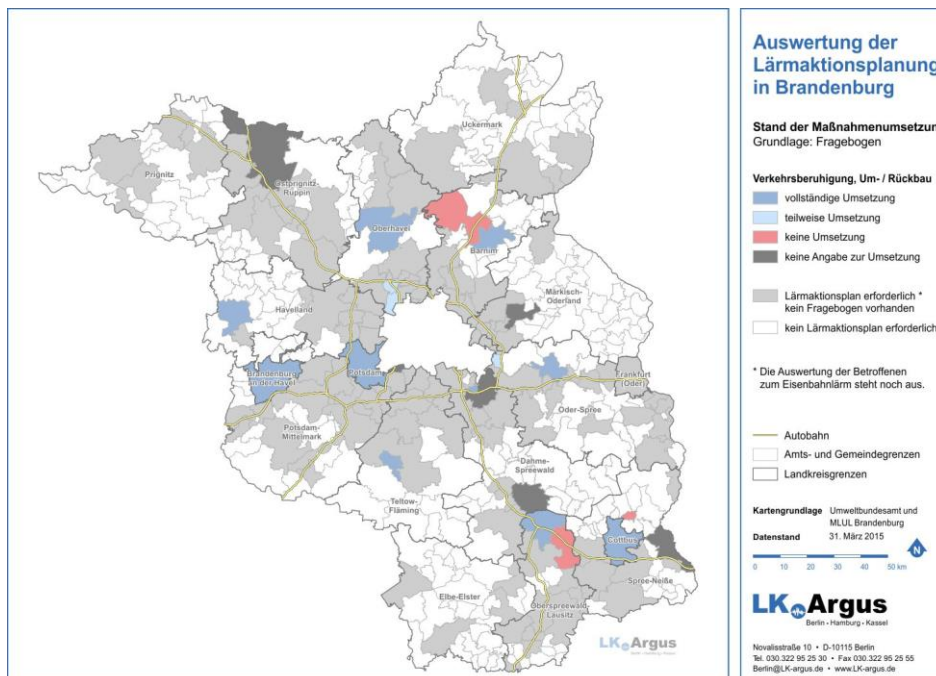 Uckermark
Prignitz
Ostprignitz-
Ruppin
Oberhavel
Barnim
Märkisch-
Oderland
Havelland
Brandenburg
an der Havel
Potsdam
Frankfurt
(Oder)
Oder-Spree
Potsdam-
Mittelmark
Dahme-
Spreewald
Teltow-
Fläming
Cottbus
Spree-Neiße
Elbe-Elster
Oberspreewald-
Lausitz
LK Argus
Berlin • Hamburg • Kassel
Auswertung der
Lärmaktionsplanung
in Brandenburg
Stand der Maßnahmenumsetzun
Grundlage: Fragebogen
Verkehrsberuhigung, Um- / Rückbau
vollständige Umsetzung
teilweise Umsetzung
keine Umsetzung
keine Angabe zur Umsetzung
Lärmaktionsplan erforderlich *
kein Fragebogen vorhanden
kein Lärmaktionsplan erforderlich
* Die Auswertung der Betroffenen
zum Eisenbahnlärm steht noch aus.
Autobahn
Amts- und Gemeindegrenzen
Landkreisgrenzen
Kartengrundlage Umweltbundesamt und
MLUL Brandenburg
Datenstand 31. März 2015
N
0 10 20 30 40 50 km
LK Argus
Berlin • Hamburg • Kassel
Novalisstraße 10 • D-10115 Berlin
Tel. 030.322 95 25 30 • Fax 030.322 95 25 55
Berlin@LK-argus.de • www.LK-argus.de